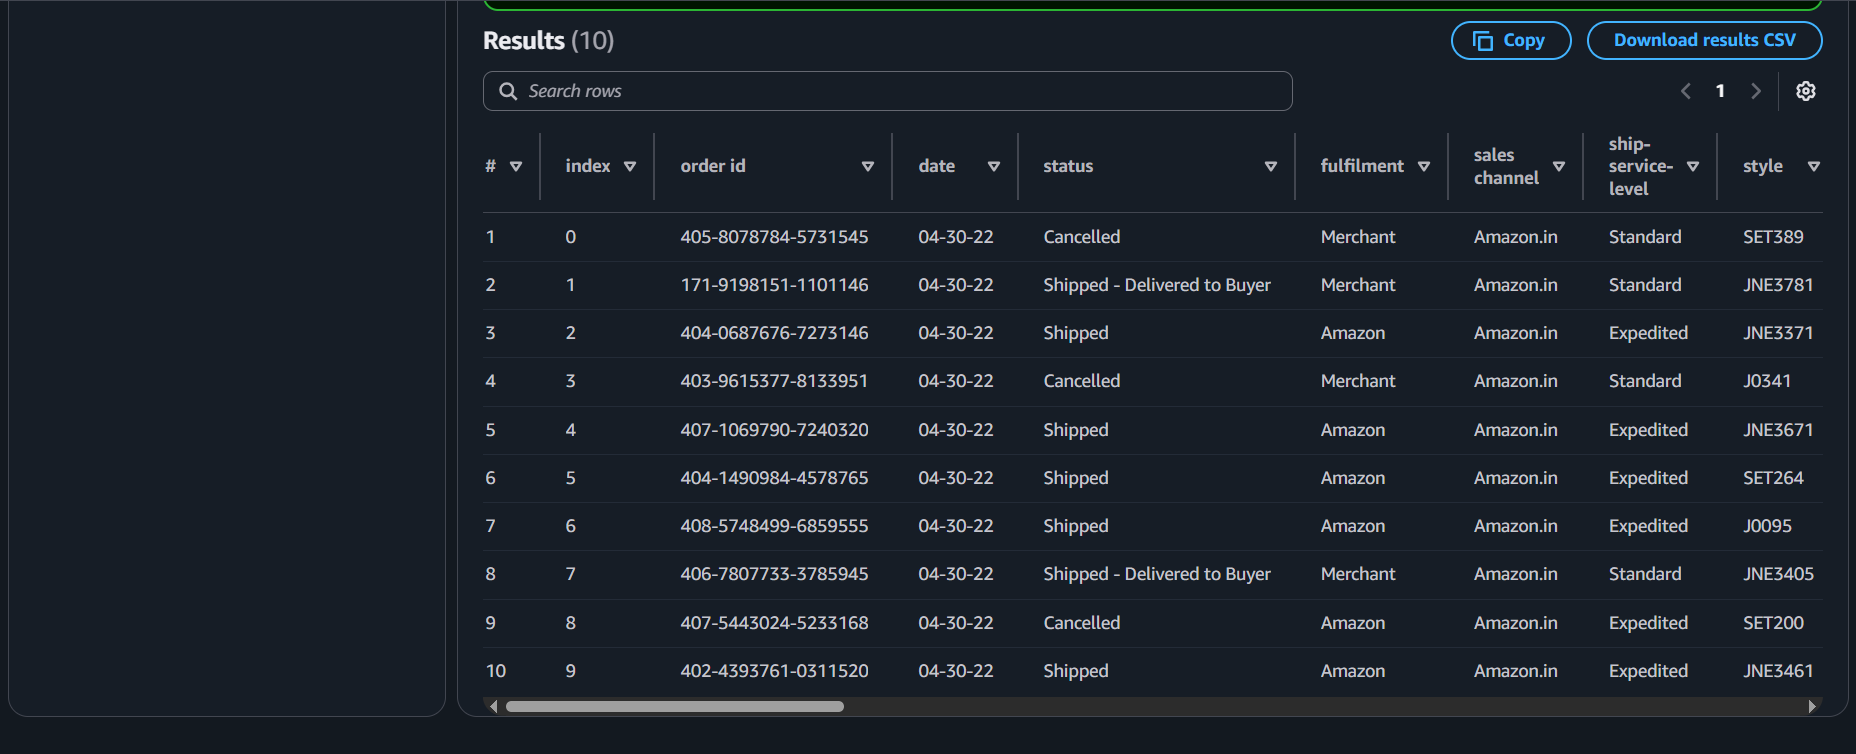 Results (10)
Copy
Download results CSV
Search rows
1
# index order id date status fulfilment sales channel ship-service-level style
1 0 405-8078784-5731545 04-30-22 Cancelled Merchant Amazon.in Standard SET389
2 1 171-9198151-1101146 04-30-22 Shipped - Delivered to Buyer Merchant Amazon.in Standard JNE3781
3 2 404-0687676-7273146 04-30-22 Shipped Amazon Amazon.in Expedited JNE3371
4 3 403-9615377-8133951 04-30-22 Cancelled Merchant Amazon.in Standard J0341
5 4 407-1069790-7240320 04-30-22 Shipped Amazon Amazon.in Expedited JNE3671
6 5 404-1490984-4578765 04-30-22 Shipped Amazon Amazon.in Expedited SET264
7 6 408-5748499-6859555 04-30-22 Shipped Amazon Amazon.in Expedited J0095
8 7 406-7807733-3785945 04-30-22 Shipped - Delivered to Buyer Merchant Amazon.in Standard JNE3405
9 8 407-5443024-5233168 04-30-22 Cancelled Amazon Amazon.in Expedited SET200
10 9 402-4393761-0311520 04-30-22 Shipped Amazon Amazon.in Expedited JNE3461